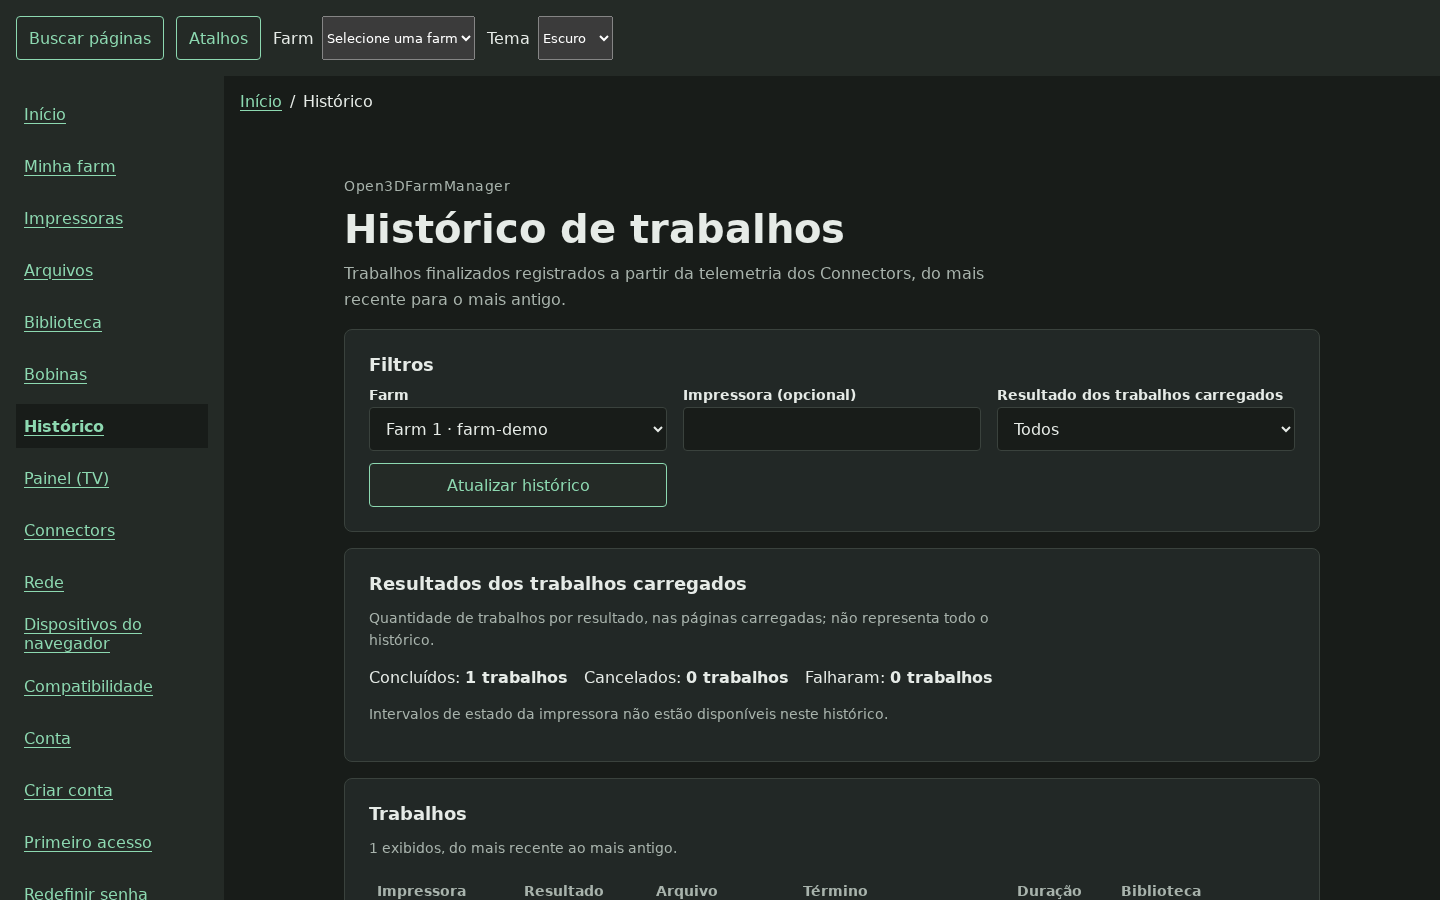 Buscar páginas Atalhos Farm Selecione uma farm Tema Escuro
Início / Histórico
Início
Minha farm
Impressoras
Arquivos
Biblioteca
Bobinas
Histórico
Painel (TV)
Connectors
Rede
Dispositivos do
navegador
Compatibilidade
Conta
Criar conta
Primeiro acesso
Redefinir senha
Open3DFarmManager
Histórico de trabalhos
Trabalhos finalizados registrados a partir da telemetria dos Connectors, do mais
recente para o mais antigo.
Filtros
Farm Impressora (opcional) Resultado dos trabalhos carregados
Farm 1 · farm-demo Todos
Atualizar histórico
Resultados dos trabalhos carregados
Quantidade de trabalhos por resultado, nas páginas carregadas; não representa todo o
histórico.
Concluídos: 1 trabalhos Cancelados: 0 trabalhos Falharam: 0 trabalhos
Intervalos de estado da impressora não estão disponíveis neste histórico.
Trabalhos
1 exibidos, do mais recente ao mais antigo.
Impressora Resultado Arquivo Término Duração Biblioteca